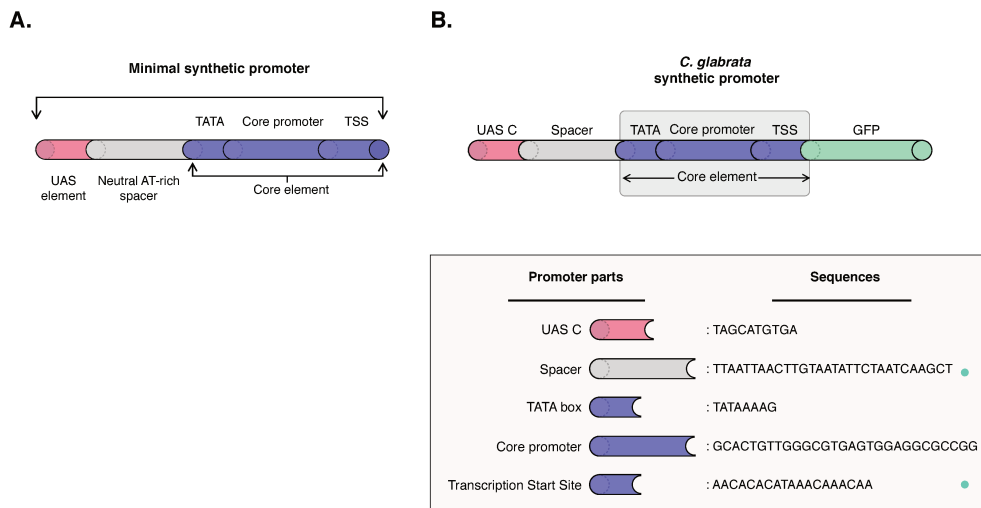 A.
Minimal synthetic promoter
TATA Core promoter TSS
UAS element
Neutral AT-rich spacer
Core element
B.
C. glabrata
synthetic promoter
UAS C Spacer TATA Core promoter TSS GFP
Core element
Promoter parts Sequences
UAS C : TAGCATGTGA
Spacer : TTAATTAACTTGTAATATTCTAATCAAGCT
TATA box : TATAAAAG
Core promoter : GCACTGTTGGGCGTGAGTGGAGGCGCCGG
Transcription Start Site : AACACACATAAACAAACAA